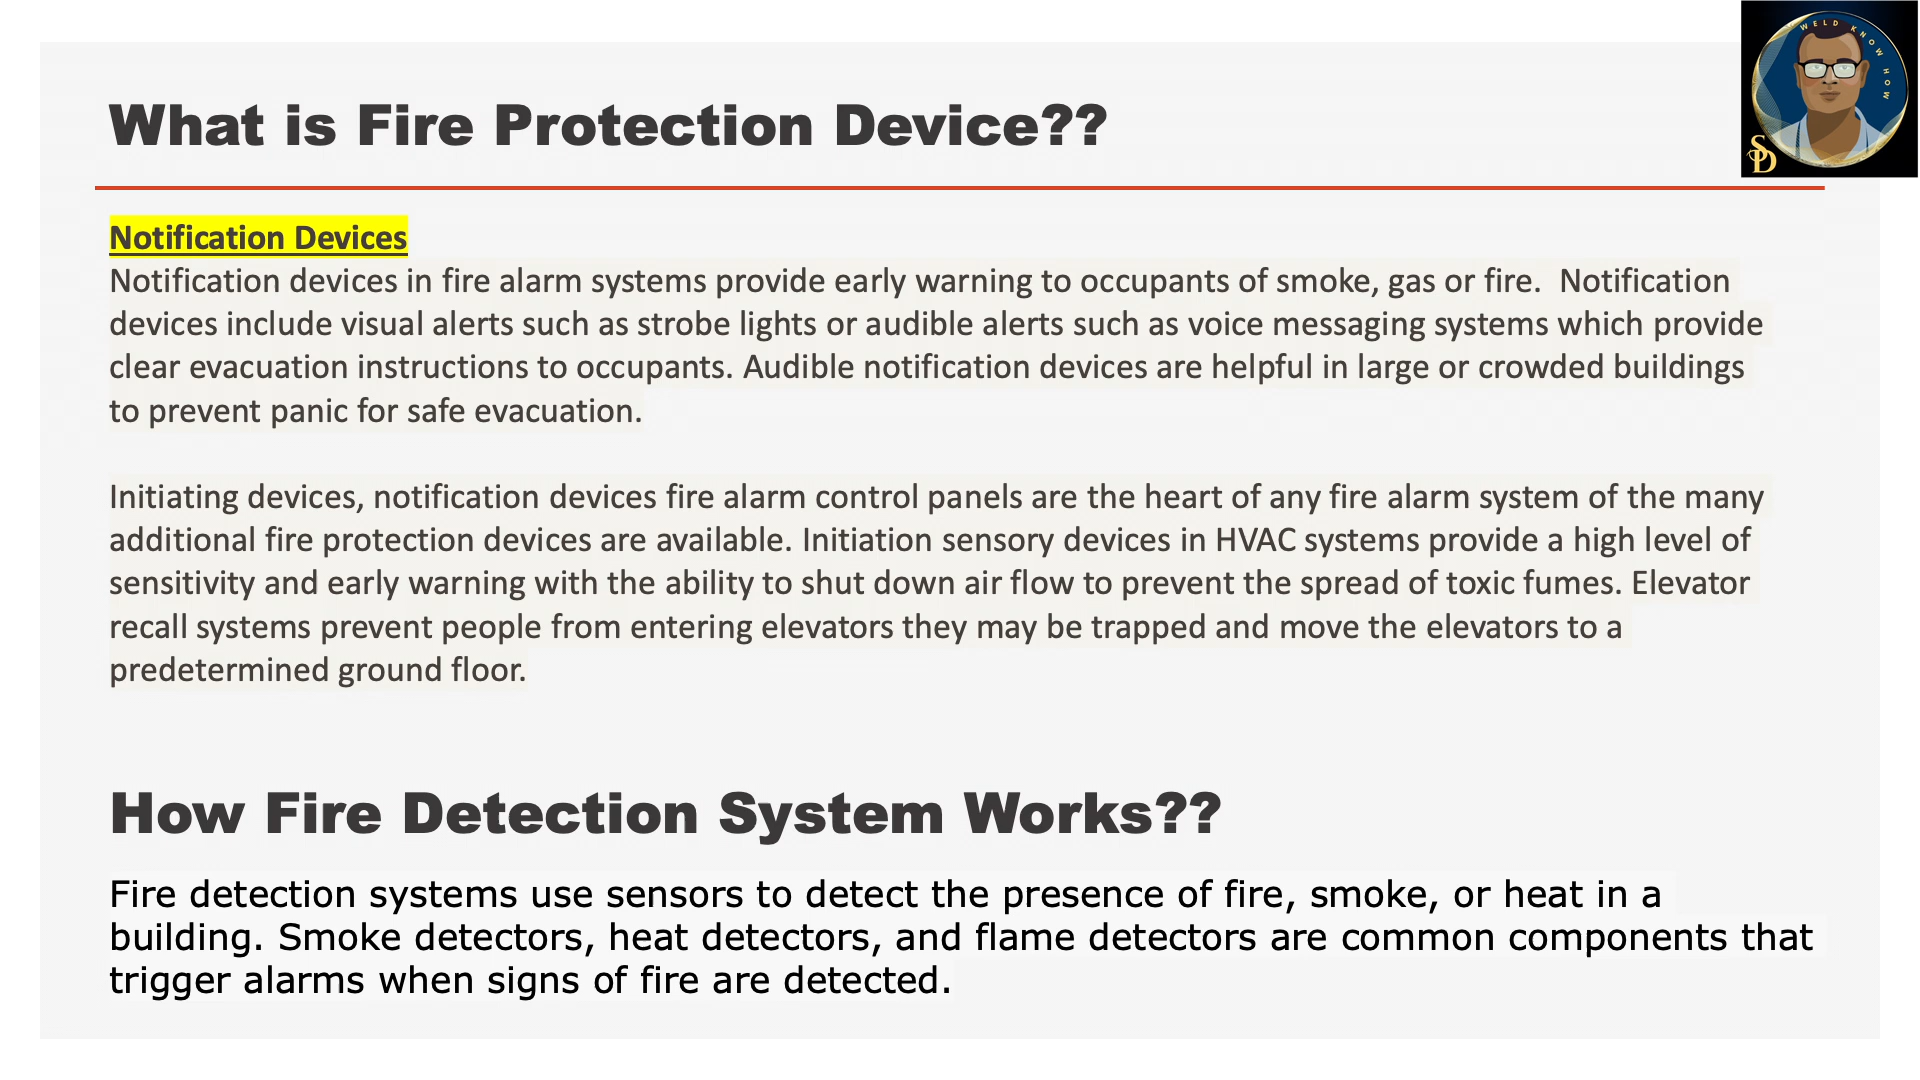 WELD KNOW HOW
SD
What is Fire Protection Device??
Notification Devices
Notification devices in fire alarm systems provide early warning to occupants of smoke, gas or fire.  Notification
devices include visual alerts such as strobe lights or audible alerts such as voice messaging systems which provide
clear evacuation instructions to occupants. Audible notification devices are helpful in large or crowded buildings
to prevent panic for safe evacuation.
Initiating devices, notification devices fire alarm control panels are the heart of any fire alarm system of the many
additional fire protection devices are available. Initiation sensory devices in HVAC systems provide a high level of
sensitivity and early warning with the ability to shut down air flow to prevent the spread of toxic fumes. Elevator
recall systems prevent people from entering elevators they may be trapped and move the elevators to a
predetermined ground floor.
How Fire Detection System Works??
Fire detection systems use sensors to detect the presence of fire, smoke, or heat in a
building. Smoke detectors, heat detectors, and flame detectors are common components that
trigger alarms when signs of fire are detected.